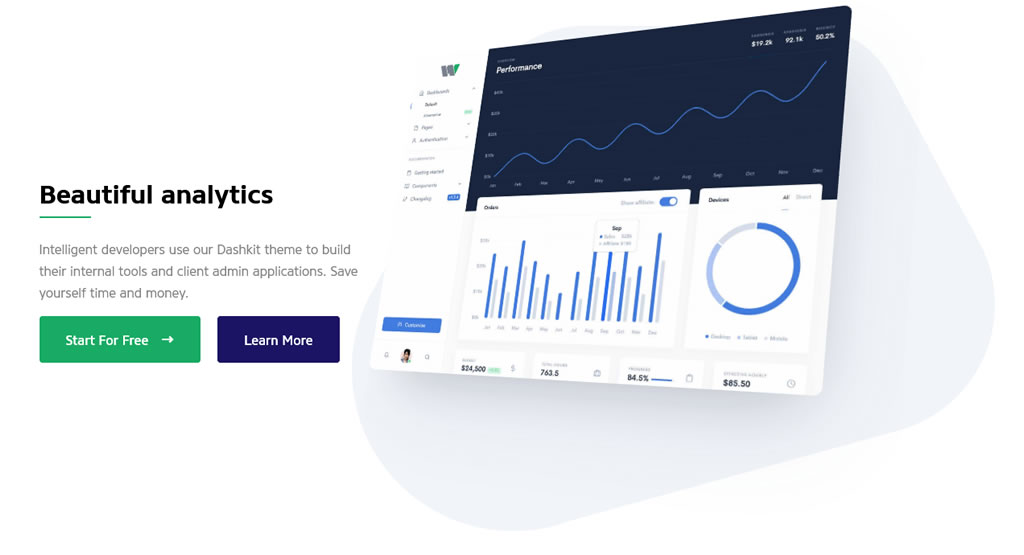 Beautiful analytics
Intelligent developers use our Dashkit theme to build
their internal tools and client admin applications. Save
yourself time and money.
Start For Free →
Learn More
Dashboards
Default
Pages
Authentication
Getting started
Components
Changelog
Customize
OVERVIEW
Performance
$19.2k
92.1k
50.2%
Jan Feb Mar Apr May Jun Jul Aug Sep Oct Nov Dec
Orders
Show affiliate
Sep
Jan Feb Mar Apr May Jun Jul Aug Sep Oct Nov Dec
Devices
All
Direct
Desktop Tablet Mobile
$24,500
763.5
84.5%
$85.50